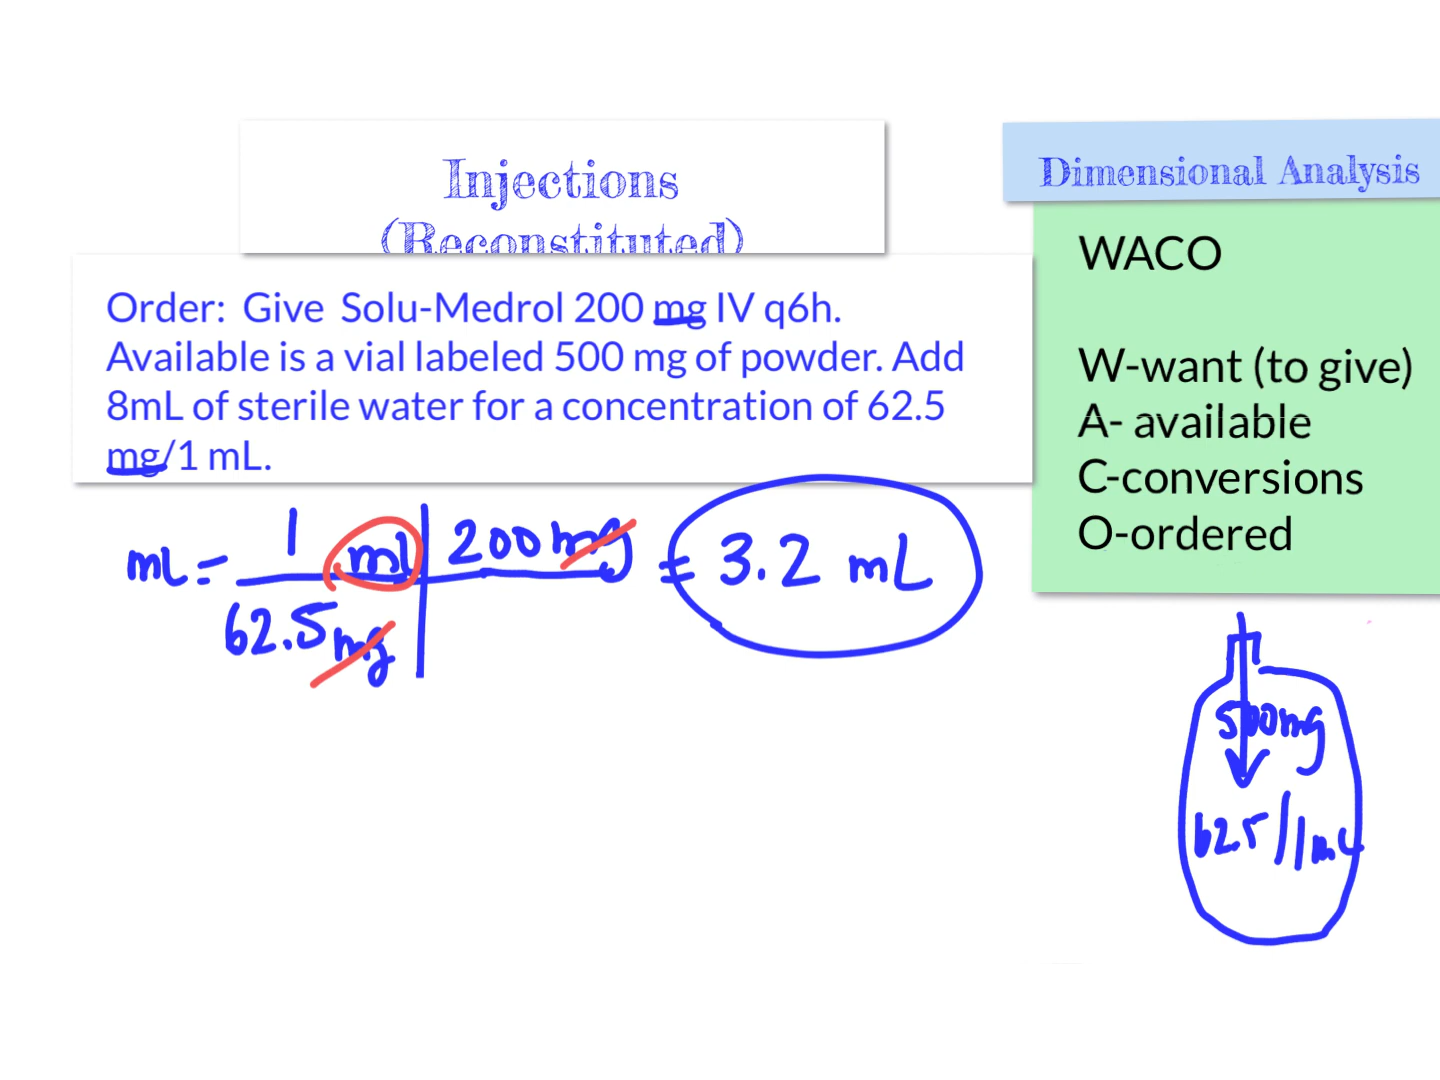 Injections
(Reconstituted)
Order: Give Solu-Medrol 200 mg IV q6h.
Available is a vial labeled 500 mg of powder. Add
8mL of sterile water for a concentration of 62.5
mg/1 mL.
mL = 1 ml | 200 mg = 3.2 mL
62.5 mg
Dimensional Analysis
WACO
W-want (to give)
A- available
C-conversions
O-ordered
500mg
62.5/1mL